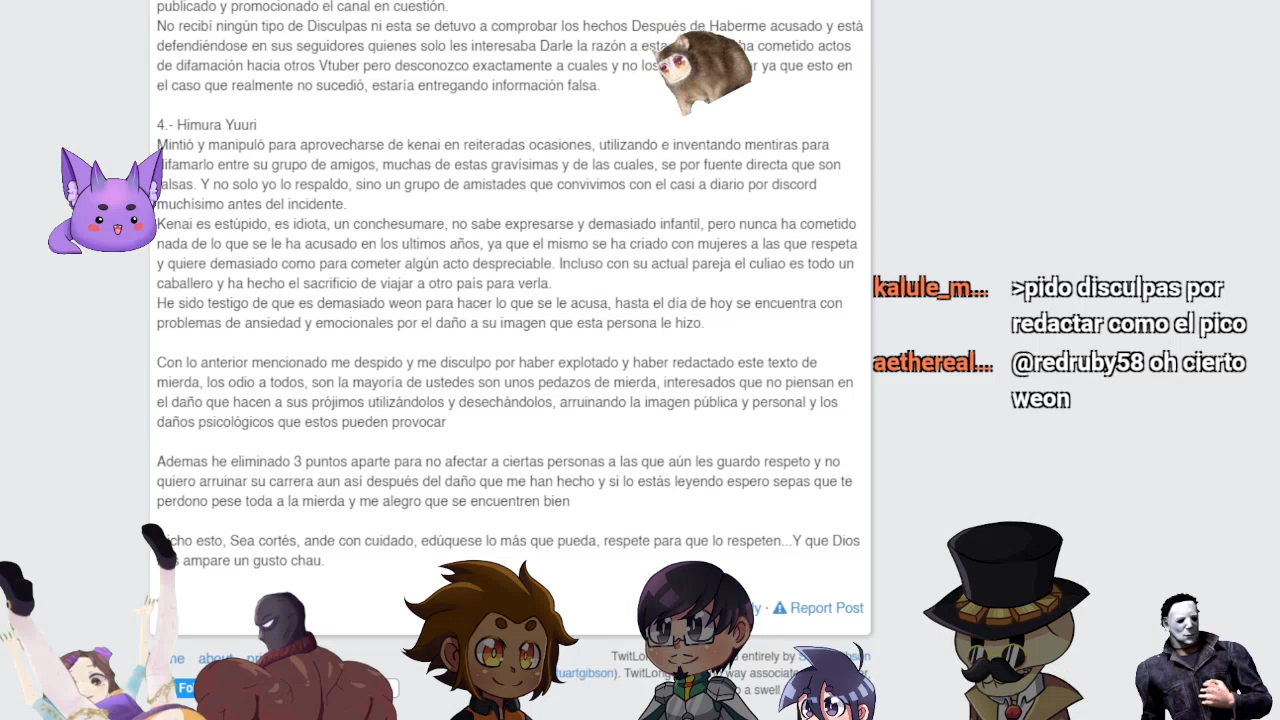 publicado y promocionado el canal en cuestión.
No recibí ningún tipo de Disculpas ni esta se detuvo a comprobar los hechos Después de Haberme acusado y está
defendiéndose en sus seguidores quienes solo les interesaba Darle la razón a esta ha cometido actos
de difamación hacia otros Vtuber pero desconozco exactamente a cuales y no los ya que esto en
el caso que realmente no sucedió, estaría entregando información falsa.
4.- Himura Yuuri
Mintió y manipuló para aprovecharse de kenai en reiteradas ocasiones, utilizando e inventando mentiras para
difamarlo entre su grupo de amigos, muchas de estas gravísimas y de las cuales, se por fuente directa que son
falsas. Y no solo yo lo respaldo, sino un grupo de amistades que convivimos con el casi a diario por discord
muchísimo antes del incidente.
Kenai es estúpido, es idiota, un conchesumare, no sabe expresarse y demasiado infantil, pero nunca ha cometido
nada de lo que se le ha acusado en los ultimos años, ya que el mismo se ha criado con mujeres a las que respeta
y quiere demasiado como para cometer algún acto despreciable. Incluso con su actual pareja el culiao es todo un
caballero y ha hecho el sacrificio de viajar a otro país para verla.
He sido testigo de que es demasiado weon para hacer lo que se le acusa, hasta el día de hoy se encuentra con
problemas de ansiedad y emocionales por el daño a su imagen que esta persona le hizo.
Con lo anterior mencionado me despido y me disculpo por haber explotado y haber redactado este texto de
mierda, los odio a todos, son la mayoría de ustedes son unos pedazos de mierda, interesados que no piensan en
el daño que hacen a sus prójimos utilizándolos y desechándolos, arruinando la imagen pública y personal y los
daños psicológicos que estos pueden provocar
Ademas he eliminado 3 puntos aparte para no afectar a ciertas personas a las que aún les guardo respeto y no
quiero arruinar su carrera aun así después del daño que me han hecho y si lo estás leyendo espero sepas que te
perdono pese toda a la mierda y me alegro que se encuentren bien
Dicho esto, Sea cortés, ande con cuidado, edúquese lo más que pueda, respete para que lo respeten...Y que Dios
ampare un gusto chau.
· Report Post
kalule_m... >pido disculpas por
redactar como el pico
aethereal... @redruby58 oh cierto
weon